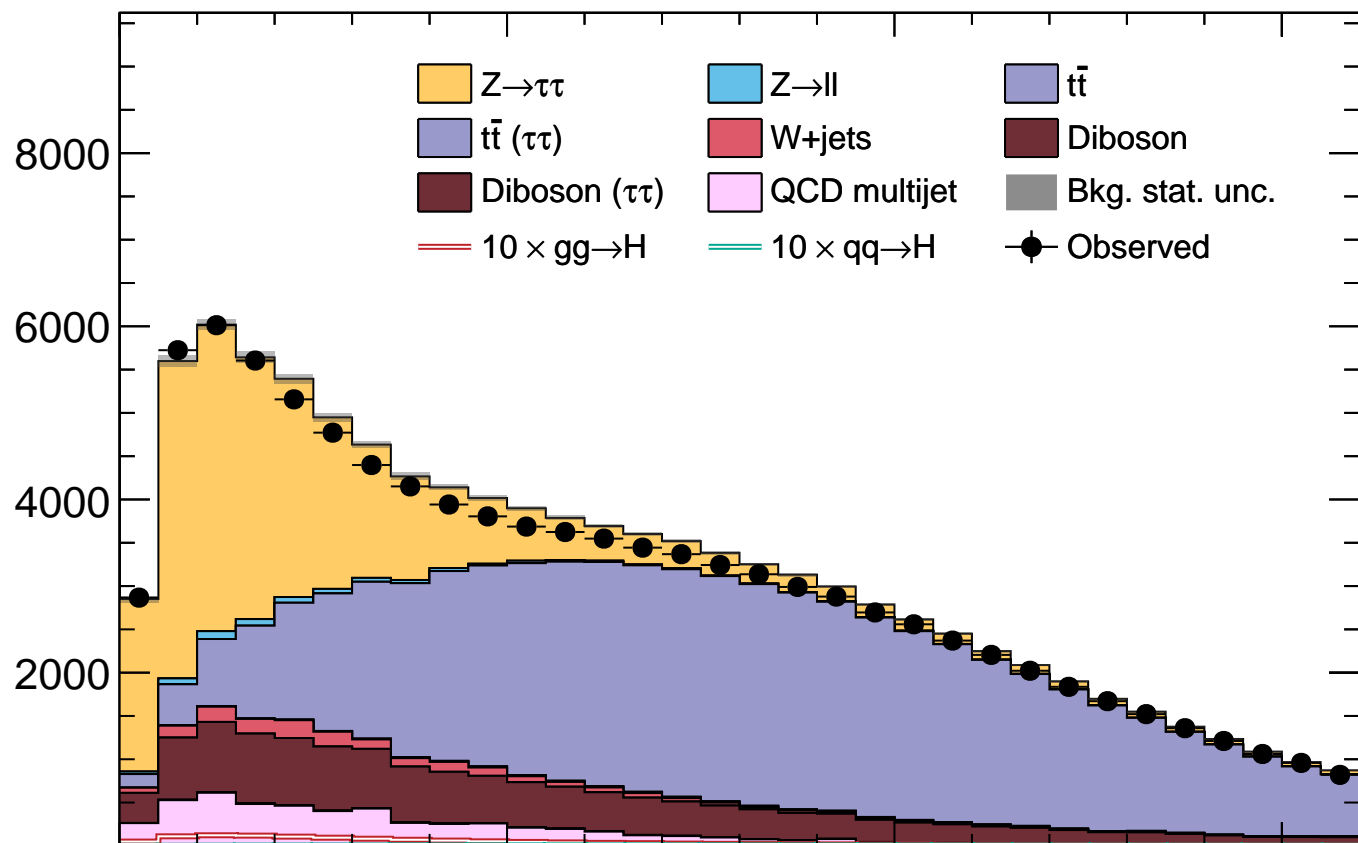 Z→ττ Z→ll tt̄
8000 tt̄ (ττ) W+jets Diboson
Diboson (ττ) QCD multijet Bkg. stat. unc.
10 × gg→H 10 × qq→H Observed
6000
4000
2000